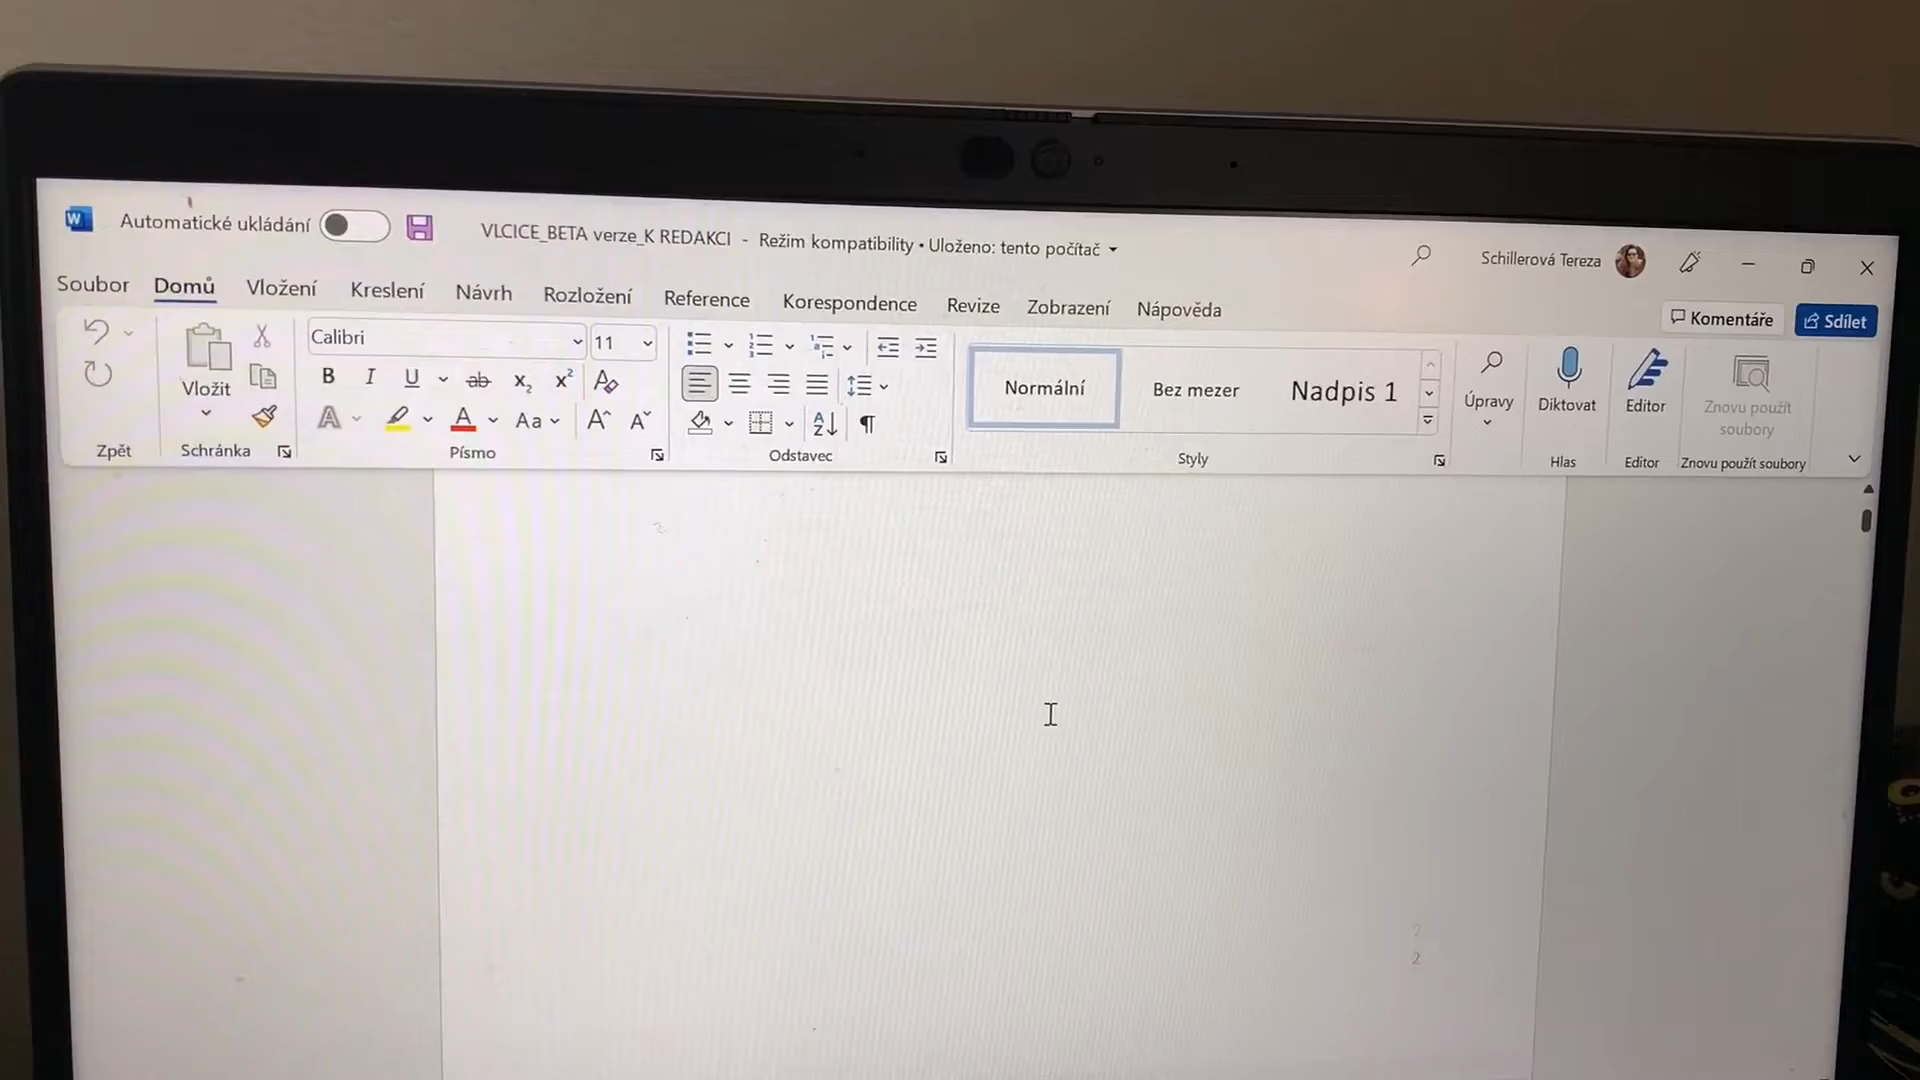 Automatické ukládání
VLCICE_BETA verze_K REDAKCI - Režim kompatibility • Uloženo: tento počítač
Schillerová Tereza
Soubor Domů Vložení Kreslení Návrh Rozložení Reference Korespondence Revize Zobrazení Nápověda
Komentáře Sdílet
Calibri 11
Vložit
Normální Bez mezer Nadpis 1
Úpravy
Diktovat
Editor
Znovu použít
soubory
Zpět Schránka Písmo Odstavec Styly Hlas Editor Znovu použít soubory
2
2